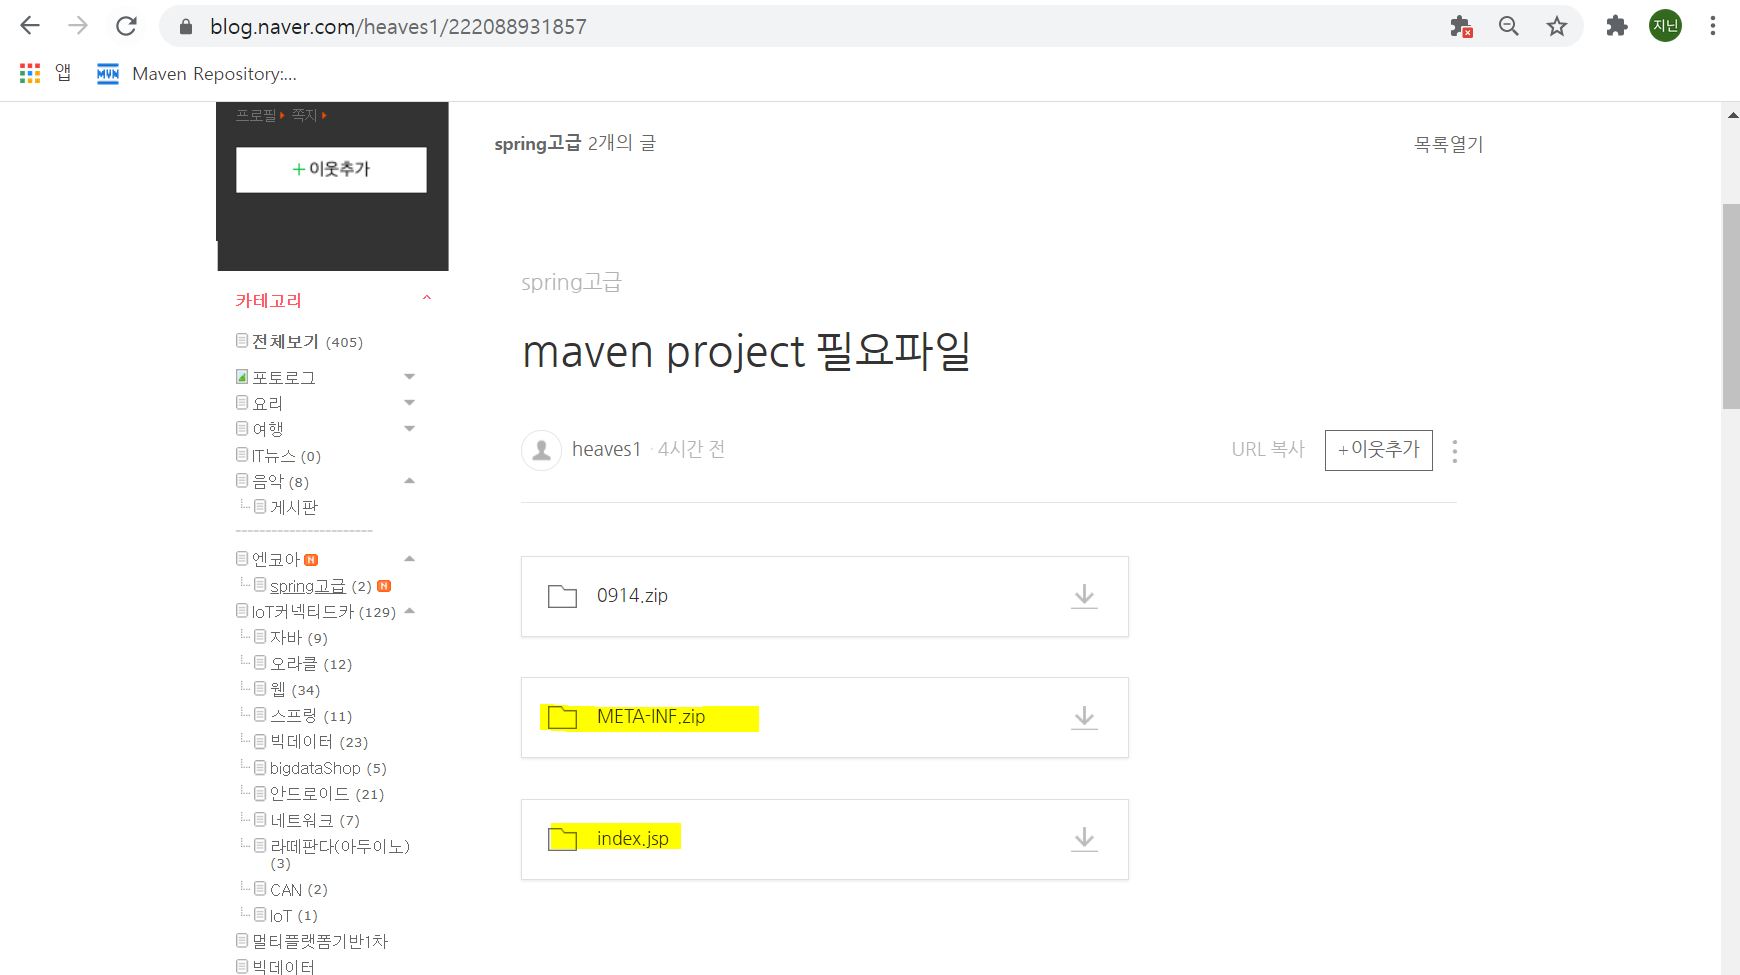 blog.naver.com/heaves1/222088931857
지닌
앱
MVN Maven Repository:...
프로필 쪽지
+이웃추가
카테고리
전체보기 (405)
포토로그
요리
여행
IT뉴스 (0)
음악 (8)
게시판
엔코아 N
spring고급 (2) N
IoT커넥티드카 (129)
자바 (9)
오라클 (12)
웹 (34)
스프링 (11)
빅데이터 (23)
bigdataShop (5)
안드로이드 (21)
네트워크 (7)
라떼판다(아두이노)
(3)
CAN (2)
IoT (1)
멀티플랫폼기반1차
빅데이터
spring고급 2개의 글
목록열기
spring고급
maven project 필요파일
heaves1 · 4시간 전
URL 복사
+이웃추가
0914.zip
META-INF.zip
index.jsp